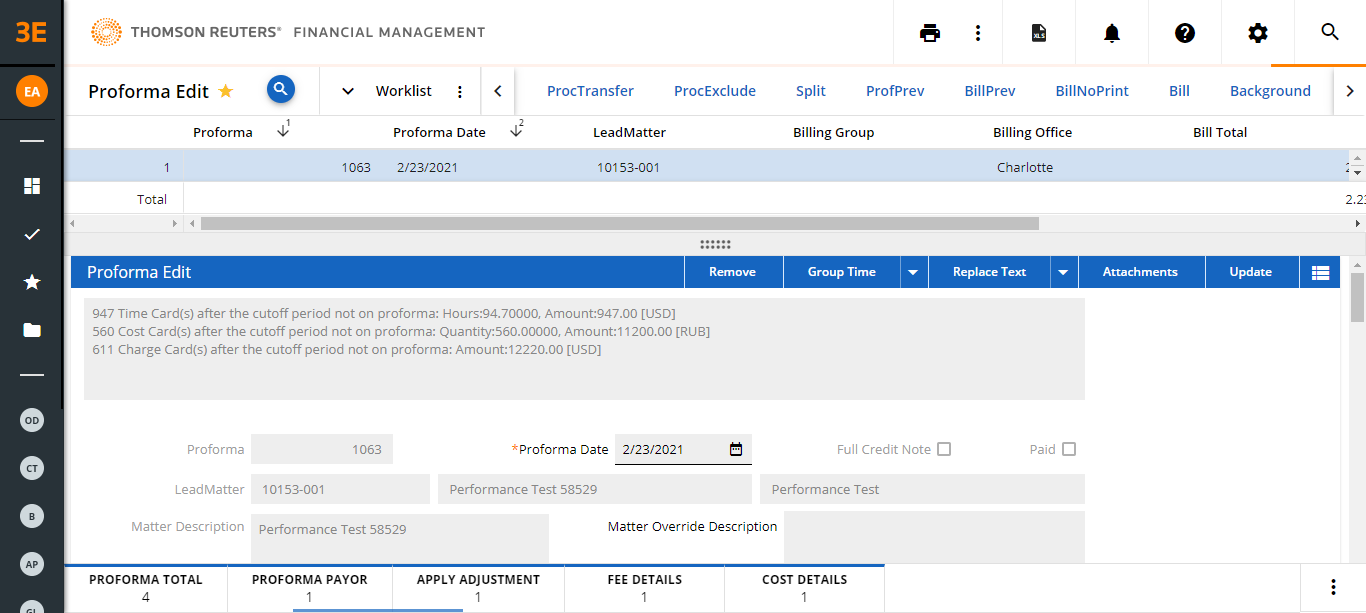 3E
THOMSON REUTERS® FINANCIAL MANAGEMENT
XLS
EA
Proforma Edit
Worklist
ProcTransfer ProcExclude Split ProfPrev BillPrev BillNoPrint Bill Background
Proforma 1 Proforma Date 2 LeadMatter Billing Group Billing Office Bill Total
1 1063 2/23/2021 10153-001 Charlotte
Total 2.23
Proforma Edit Remove Group Time Replace Text Attachments Update
947 Time Card(s) after the cutoff period not on proforma: Hours:94.70000, Amount:947.00 [USD]
560 Cost Card(s) after the cutoff period not on proforma: Quantity:560.00000, Amount:11200.00 [RUB]
611 Charge Card(s) after the cutoff period not on proforma: Amount:12220.00 [USD]
OD
Proforma 1063 *Proforma Date 2/23/2021 Full Credit Note Paid
CT
LeadMatter 10153-001 Performance Test 58529 Performance Test
B
Matter Description Performance Test 58529 Matter Override Description
AP
PROFORMA TOTAL PROFORMA PAYOR APPLY ADJUSTMENT FEE DETAILS COST DETAILS
4 1 1 1 1